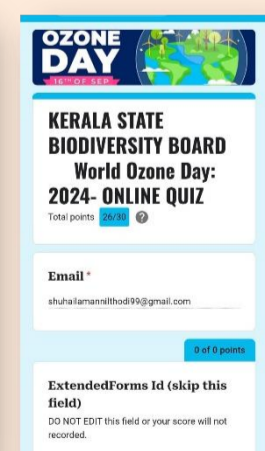 OZONE
DAY
16TH OF SEP
KERALA STATE
BIODIVERSITY BOARD
World Ozone Day:
2024- ONLINE QUIZ
Total points 26/30 ?
Email *
shuhailamannilthodi99@gmail.com
0 of 0 points
ExtendedForms Id (skip this
field)
DO NOT EDIT this field or your score will not
recorded.